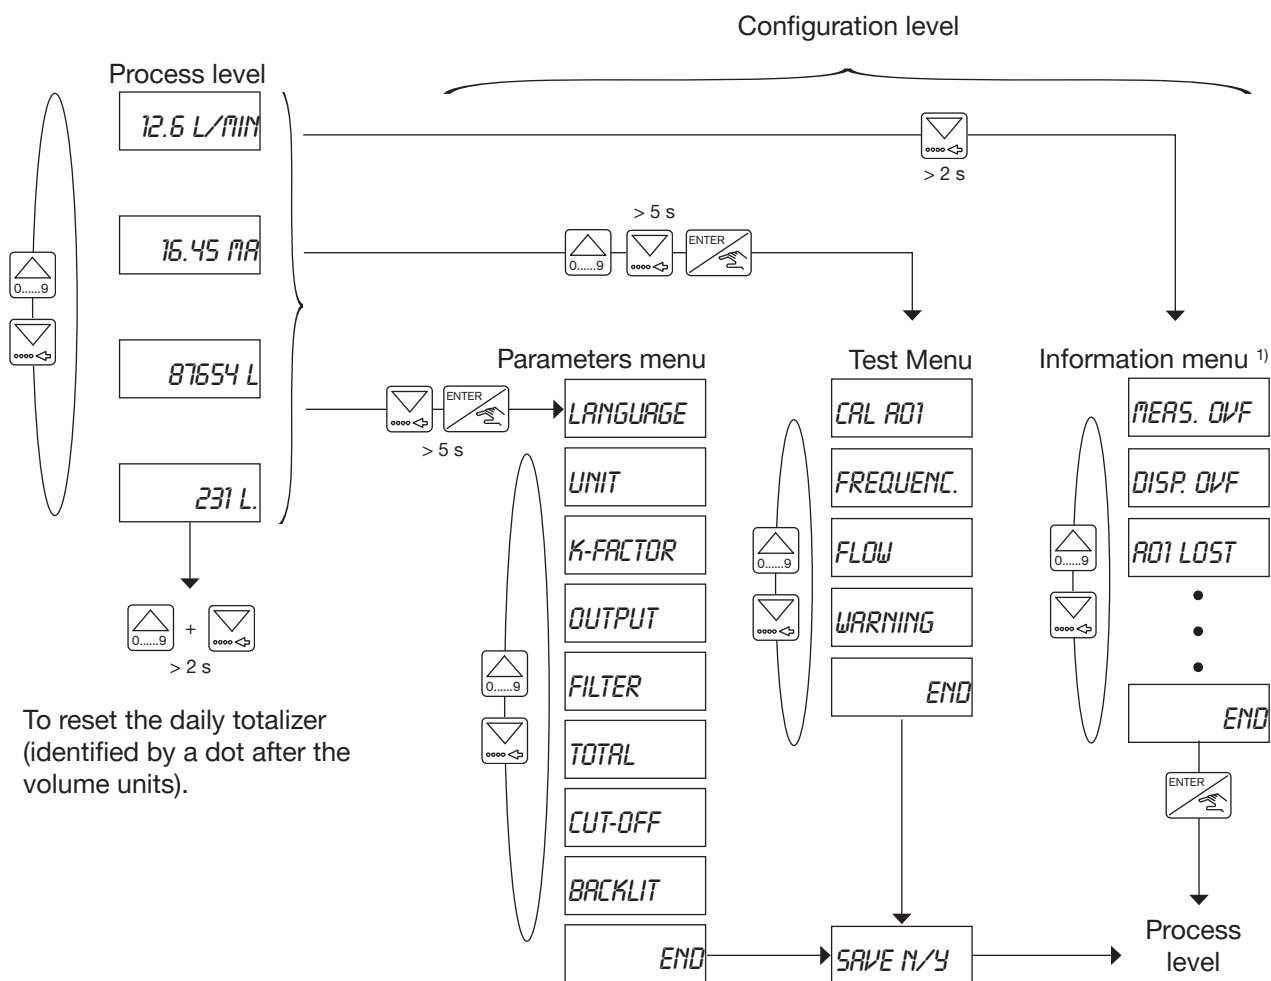 Configuration level
Process level
12.6 L/MIN
16.45 MA
87654 L
231 L.
0......9
0......9
+
> 2 s
To reset the daily totalizer
(identified by a dot after the
volume units).
> 2 s
> 5 s
0......9
ENTER
ENTER
> 5 s
Parameters menu
LANGUAGE
UNIT
K-FACTOR
OUTPUT
FILTER
TOTAL
CUT-OFF
BACKLIT
END
0......9
Test Menu
CAL AO1
FREQUENC.
FLOW
WARNING
END
0......9
SAVE N/Y
Information menu 1)
MEAS. OVF
DISP. OVF
AO1 LOST
END
0......9
ENTER
Process
level